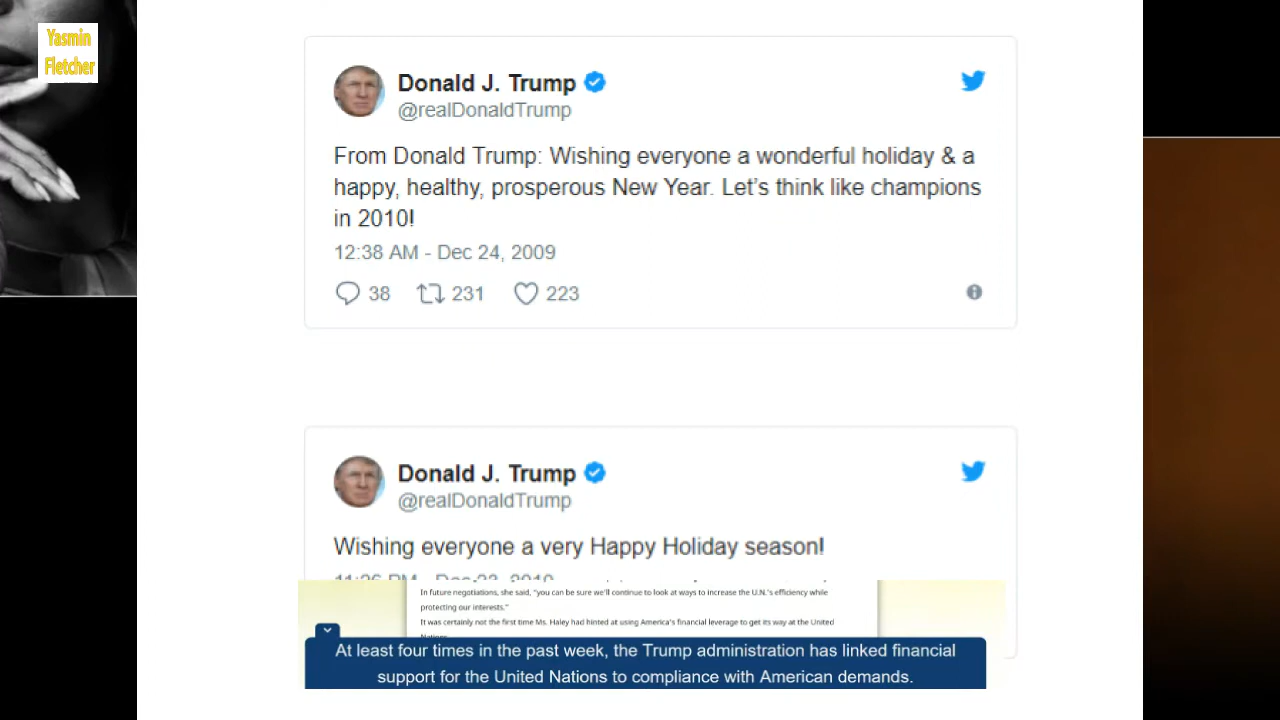 Yasmin
Fletcher
Donald J. Trump
@realDonaldTrump
From Donald Trump: Wishing everyone a wonderful holiday & a
happy, healthy, prosperous New Year. Let’s think like champions
in 2010!
12:38 AM - Dec 24, 2009
38 231 223
Donald J. Trump
@realDonaldTrump
Wishing everyone a very Happy Holiday season!
In future negotiations, she said, "you can be sure we'll continue to look at ways to increase the U.N.'s efficiency while
protecting our interests."
It was certainly not the first time Ms. Haley had hinted at using America's financial leverage to get its way at the United
At least four times in the past week, the Trump administration has linked financial
support for the United Nations to compliance with American demands.